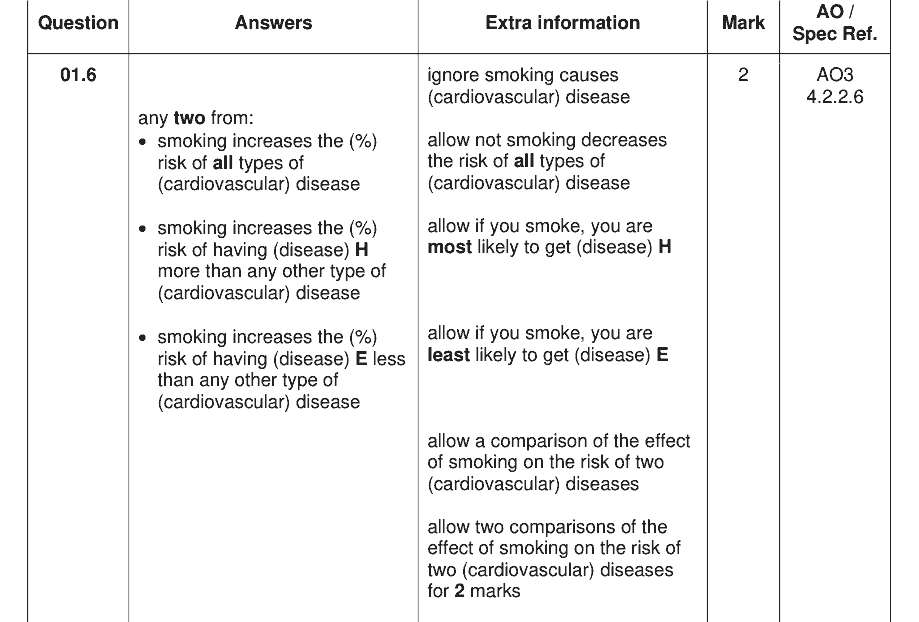 Question Answers Extra information Mark AO /
Spec Ref.
01.6 ignore smoking causes 2 AO3
(cardiovascular) disease 4.2.2.6
any two from:
• smoking increases the (%) allow not smoking decreases
risk of all types of the risk of all types of
(cardiovascular) disease (cardiovascular) disease
• smoking increases the (%) allow if you smoke, you are
risk of having (disease) H most likely to get (disease) H
more than any other type of
(cardiovascular) disease
• smoking increases the (%) allow if you smoke, you are
risk of having (disease) E less least likely to get (disease) E
than any other type of
(cardiovascular) disease
allow a comparison of the effect
of smoking on the risk of two
(cardiovascular) diseases
allow two comparisons of the
effect of smoking on the risk of
two (cardiovascular) diseases
for 2 marks